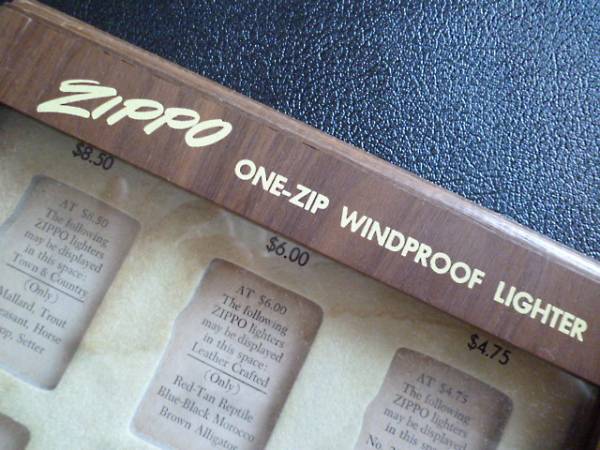 ZIPPO ONE-ZIP WINDPROOF LIGHTER
$8.50
AT $8.50
The following
ZIPPO lighters
may be displayed
in this space:
Town & Country
(Only)
Mallard, Trout
Horse
Setter
$6.00
AT $6.00
The following
ZIPPO lighters
may be displayed
in this space:
Leather Crafted
(Only)
Red-Tan Reptile
Blue-Black Morocco
Brown Alligator
$4.75
AT $4.75
The following
ZIPPO lighters
may be displayed
in this
No.